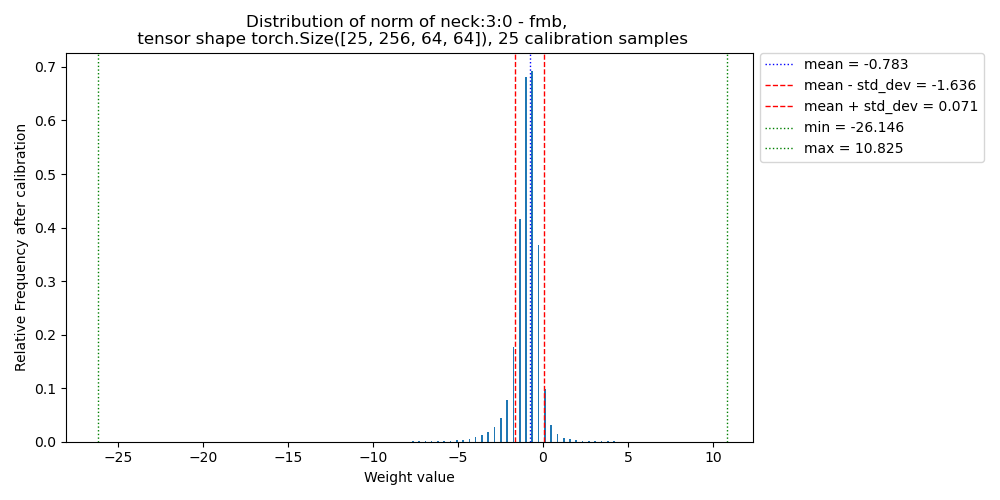 Distribution of norm of neck:3:0 - fmb,
tensor shape torch.Size([25, 256, 64, 64]), 25 calibration samples
Relative Frequency after calibration
0.7
0.6
0.5
0.4
0.3
0.2
0.1
0.0
−25
−20
−15
−10
−5
0
5
10
Weight value
mean = -0.783
mean - std_dev = -1.636
mean + std_dev = 0.071
min = -26.146
max = 10.825